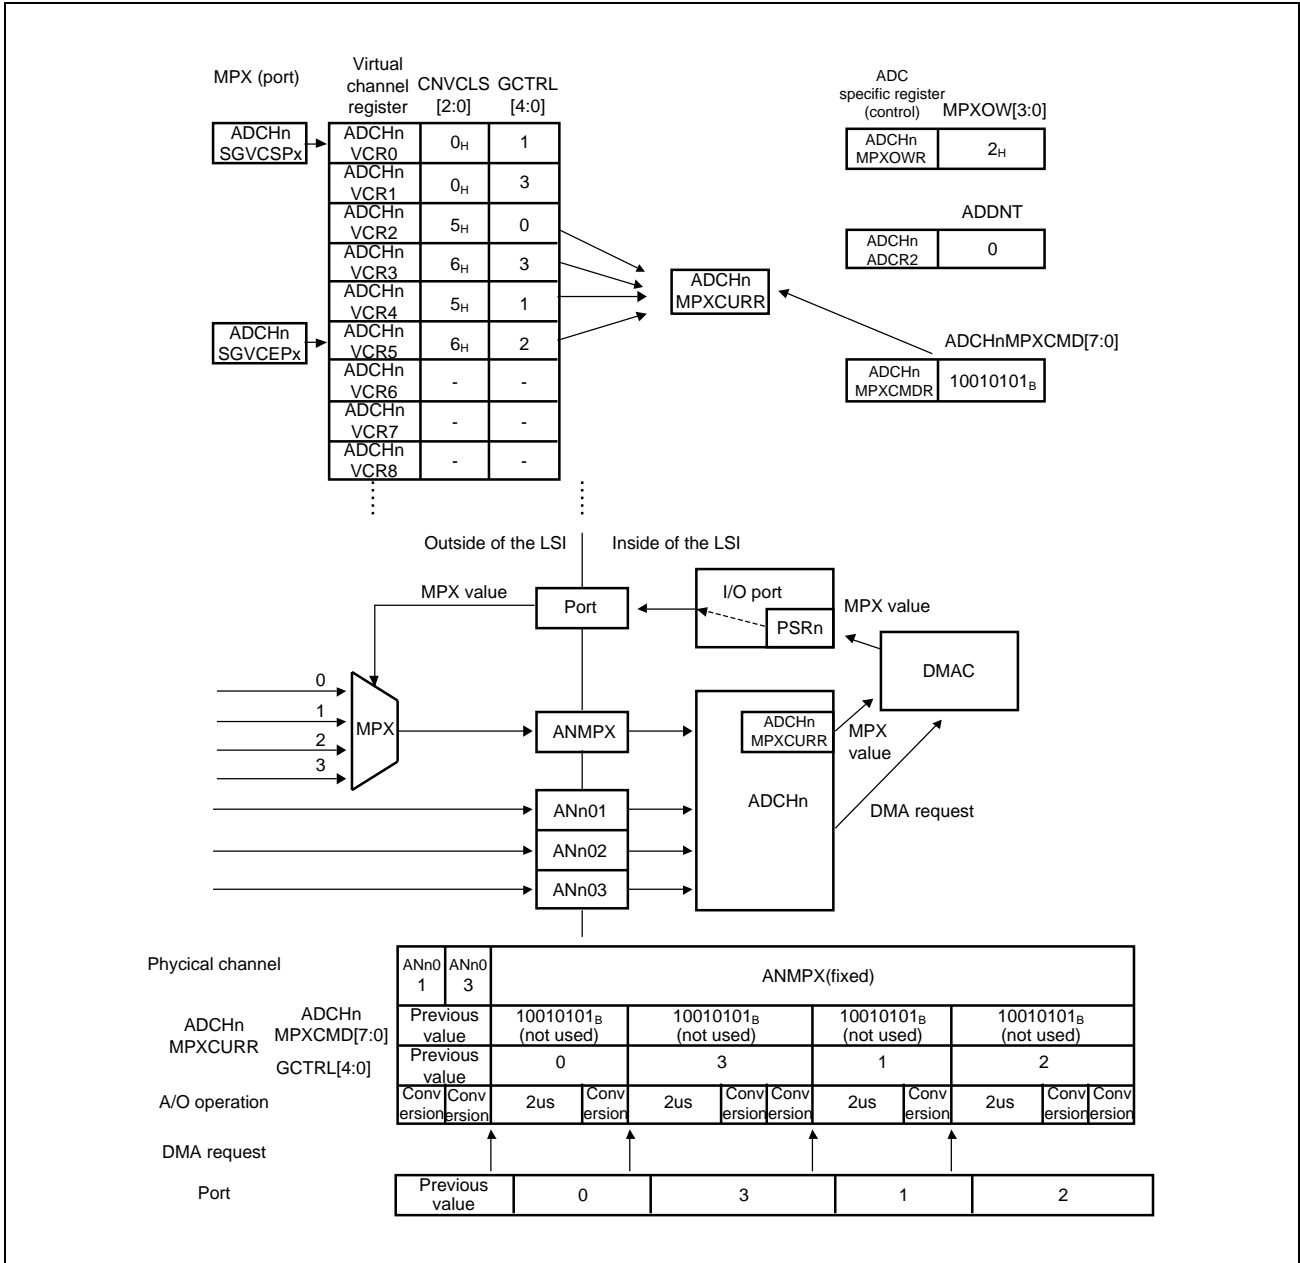 MPX (port)
Virtual
channel
register
CNVCLS
[2:0]
GCTRL
[4:0]
ADCHn
SGVCSPx
ADCHn
VCR0
0H
1
ADCHn
VCR1
0H
3
ADCHn
VCR2
5H
0
ADCHn
VCR3
6H
3
ADCHn
VCR4
5H
1
ADCHn
SGVCEPx
ADCHn
VCR5
6H
2
ADCHn
VCR6
-
-
ADCHn
VCR7
-
-
ADCHn
VCR8
-
-
ADCHn
MPXCURR
ADC
specific register
(control)
MPXOW[3:0]
ADCHn
MPXOWR
2H
ADDNT
ADCHn
ADCR2
0
ADCHnMPXCMD[7:0]
ADCHn
MPXCMDR
10010101B
Outside of the LSI
Inside of the LSI
MPX value
Port
I/O port
PSRn
MPX value
DMAC
0
1
2
3
MPX
ANMPX
ADCHn
MPXCURR
MPX
value
ADCHn
DMA request
ANn01
ANn02
ANn03
Phycical channel
ANn0
1
ANn0
3
ANMPX(fixed)
ADCHn
MPXCURR
ADCHn
MPXCMD[7:0]
Previous
value
10010101B
(not used)
10010101B
(not used)
10010101B
(not used)
10010101B
(not used)
GCTRL[4:0]
Previous
value
0
3
1
2
A/O operation
Conv
ersion
Conv
ersion
2us
Conv
ersion
2us
Conv
ersion
Conv
ersion
2us
Conv
ersion
2us
Conv
ersion
Conv
ersion
DMA request
Port
Previous
value
0
3
1
2